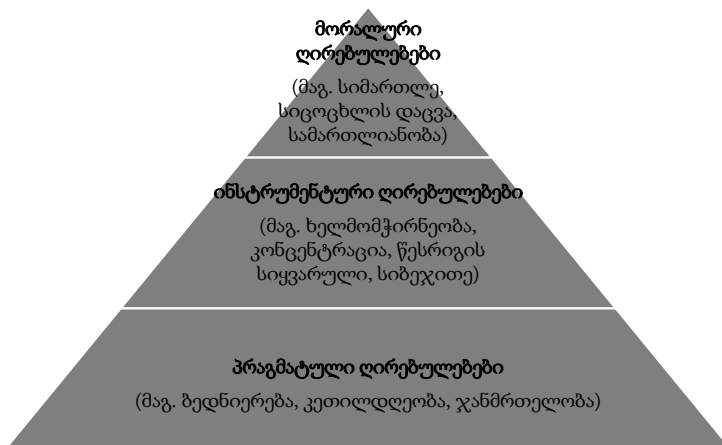 მორალური
ღირებულებები
(მაგ. სიმართლე,
სიცოცხლის დაცვა,
სამართლიანობა)
ინსტრუმენტური ღირებულებები
(მაგ. ხელმომჭირნეობა,
კონცენტრაცია, წესრიგის
სიყვარული, სიბეჯითე)
პრაგმატული ღირებულებები
(მაგ. ბედნიერება, კეთილდღეობა, ჯანმრთელობა)